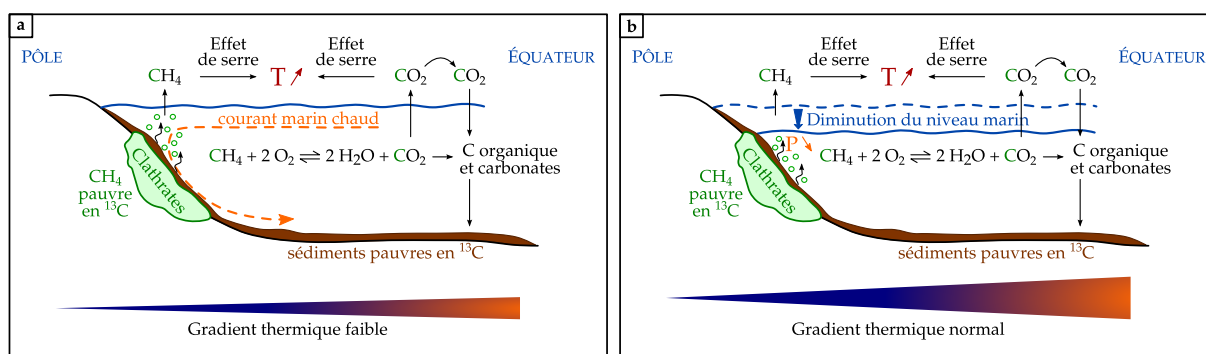 a
PÔLE
Effet
de serre
Effet
de serre
ÉQUATEUR
CH4
T
CO2
CO2
courant marin chaud
CH4 + 2 O2 ⇌ 2 H2O + CO2
C organique
et carbonates
Clathrates
CH4
pauvre
en 13C
sédiments pauvres en 13C
Gradient thermique faible
b
PÔLE
Effet
de serre
Effet
de serre
ÉQUATEUR
CH4
T
CO2
CO2
Diminution du niveau marin
P
CH4 + 2 O2 ⇌ 2 H2O + CO2
C organique
et carbonates
Clathrates
CH4
pauvre
en 13C
sédiments pauvres en 13C
Gradient thermique normal